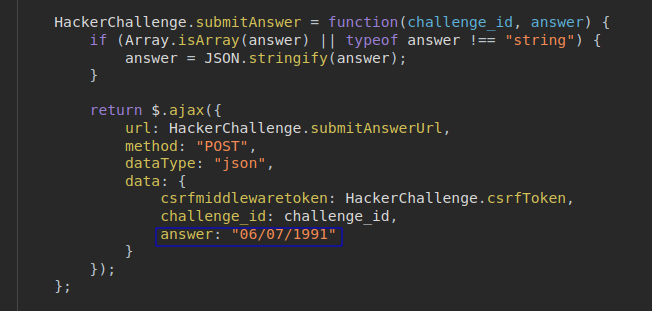 HackerChallenge.submitAnswer = function(challenge_id, answer) {
    if (Array.isArray(answer) || typeof answer !== "string") {
        answer = JSON.stringify(answer);
    }

    return $.ajax({
        url: HackerChallenge.submitAnswerUrl,
        method: "POST",
        dataType: "json",
        data: {
            csrfmiddlewaretoken: HackerChallenge.csrfToken,
            challenge_id: challenge_id,
            answer: "06/07/1991"
        }
    });
};